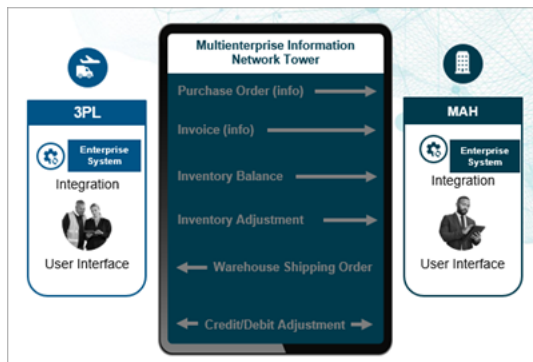 Multienterprise Information
Network Tower
3PL
Enterprise
System
Integration
User Interface
Purchase Order (info)
Invoice (info)
Inventory Balance
Inventory Adjustment
Warehouse Shipping Order
Credit/Debit Adjustment
MAH
Enterprise
System
Integration
User Interface